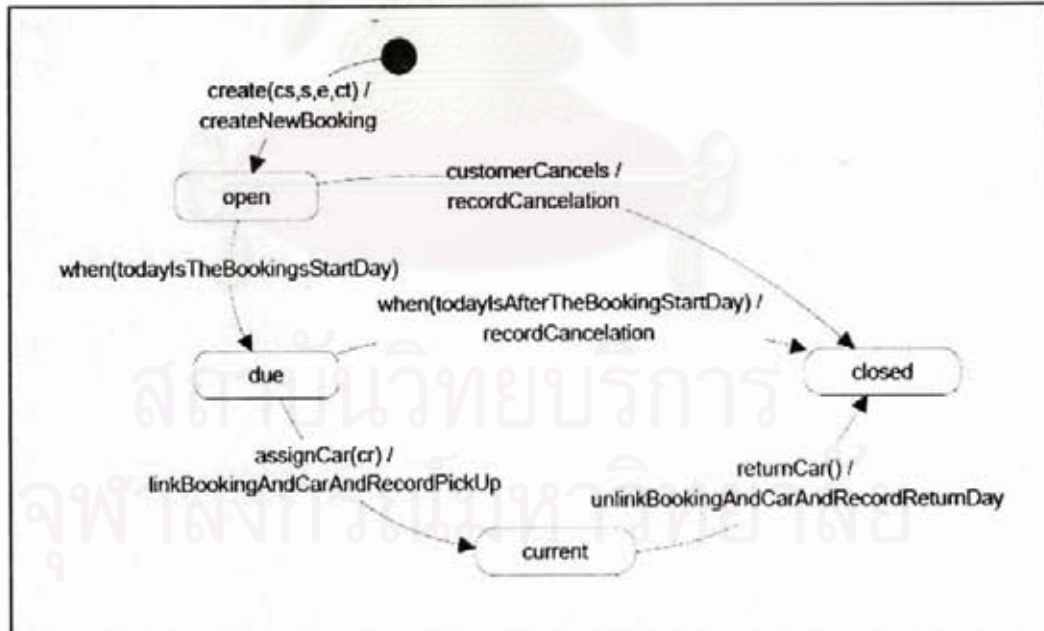 create(cs,s,e,ct) /
createNewBooking
customerCancels /
recordCancelation
open
when(todayIsTheBookingsStartDay)
when(todayIsAfterTheBookingStartDay) /
recordCancelation
due
closed
สถาบันวิทยบริการ
assignCar(cr) /
linkBookingAndCarAndRecordPickUp
returnCar() /
unlinkBookingAndCarAndRecordReturnDay
จุฬาลงกรณ์มหาวิทยาลัย
current